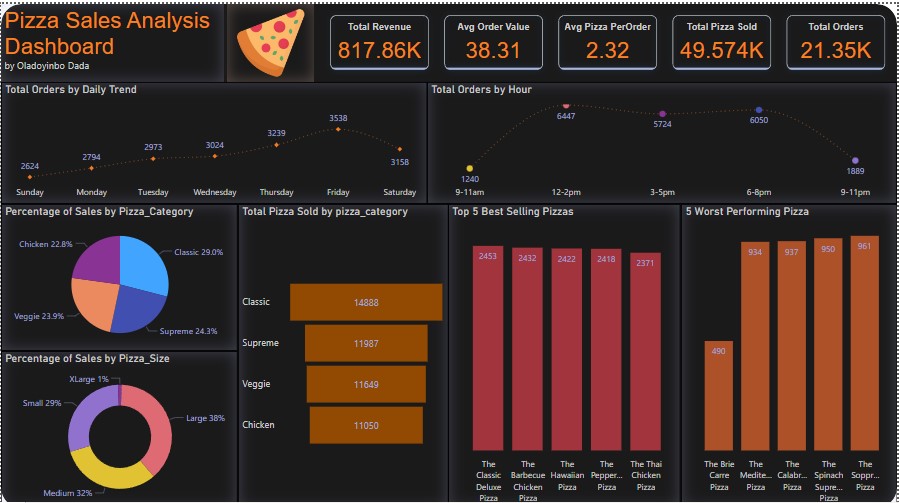 Pizza Sales Analysis
Dashboard
by Oladoyinbo Dada
Total Revenue
817.86K
Avg Order Value
38.31
Avg Pizza PerOrder
2.32
Total Pizza Sold
49.574K
Total Orders
21.35K
Total Orders by Daily Trend
2624
2794
2973
3024
3239
3538
3158
Sunday
Monday
Tuesday
Wednesday
Thursday
Friday
Saturday
Total Orders by Hour
1240
6447
5724
6050
1889
9-11am
12-2pm
3-5pm
6-8pm
9-11pm
Percentage of Sales by Pizza_Category
Chicken 22.8%
Classic 29.0%
Veggie 23.9%
Supreme 24.3%
Percentage of Sales by Pizza_Size
XLarge 1%
Small 29%
Large 38%
Medium 32%
Total Pizza Sold by pizza_category
Classic
14888
Supreme
11987
Veggie
11649
Chicken
11050
Top 5 Best Selling Pizzas
2453
2432
2422
2418
2371
The
Classic
Deluxe
Pizza
The
Barbecue
Chicken
Pizza
The
Hawaiian
Pizza
The
Pepper...
Pizza
The Thai
Chicken
Pizza
5 Worst Performing Pizza
490
934
937
950
961
The Brie
Carre
Pizza
The
Medite...
Pizza
The
Calabr...
Pizza
The
Spinach
Supre...
Pizza
The
Soppr...
Pizza